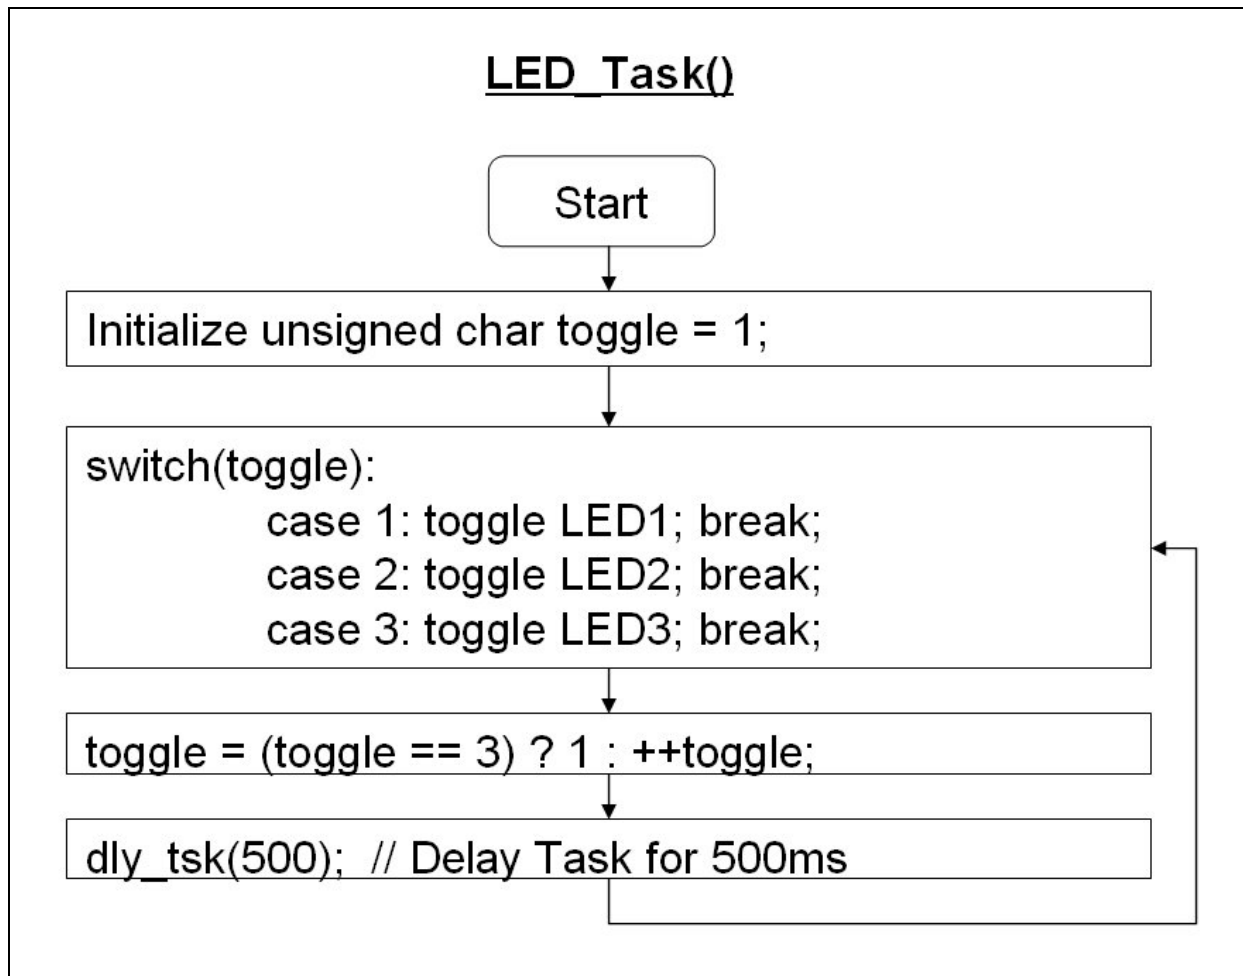 LED_Task()
Start
Initialize unsigned char toggle = 1;
switch(toggle):
case 1: toggle LED1; break;
case 2: toggle LED2; break;
case 3: toggle LED3; break;
toggle = (toggle == 3) ? 1 : ++toggle;
dly_tsk(500);  // Delay Task for 500ms